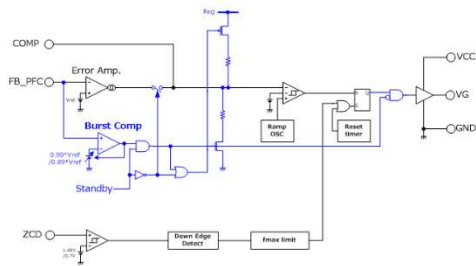 Reg
COMP
VCC
FB_PFC
Error Amp.
VG
Vref
Burst Comp
Ramp
OSC
Reset
timer
GND
0.90*Vref
/0.85*Vref
Standby
ZCD
Down Edge
Detect
fmax limit